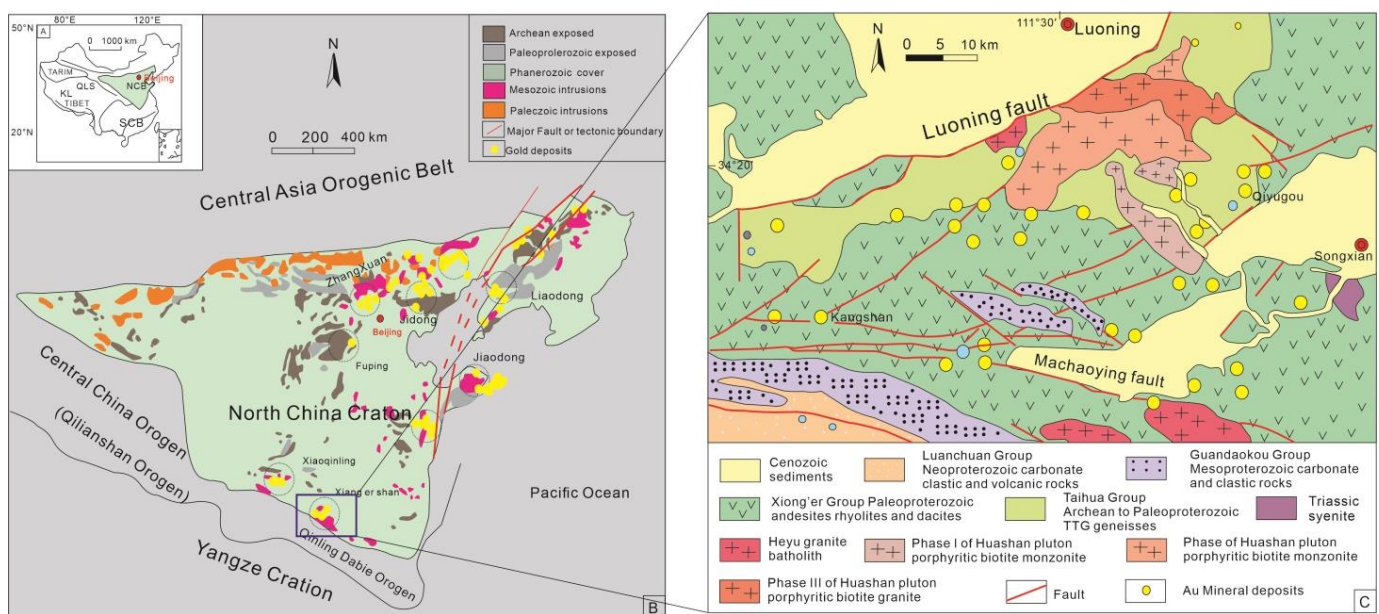 80°E
120°E
50°N
A
0 1000 km
TARIM
QLS
Beijing
NCB
KL
TIBET
SCB
20°N
N
Archean exposed
Paleoprolerozoic exposed
Phanerozoic cover
Mesozoic intrusions
Paleczoic intrusions
Major Fault or tectonic boundary
Gold deposits
0 200 400 km
Central Asia Orogenic Belt
ZhangXuan
Liaodong
Jidong
Beijing
Fuping
Jiaodong
Central China Orogen
(Qilianshan Orogen)
North China Craton
Xiaoqinling
Xiang er shan
Pacific Ocean
Qinling Dabie Orogen
Yangze Cration
B
111°30'
Luoning
N
0 5 10 km
Luoning fault
34°20'
Qiyugou
Songxian
Kangshan
Machaoying fault
Cenozoic
sediments
Luanchuan Group
Neoproterozoic carbonate
clastic and volcanic rocks
Guandaokou Group
Mesoproterozoic carbonate
and clastic rocks
Xiong'er Group Paleoproterozoic
andesites rhyolites and dacites
Taihua Group
Archean to Paleoproterozoic
TTG geneisses
Triassic
syenite
Heyu granite
batholith
Phase I of Huashan pluton
porphyritic biotite monzonite
Phase of Huashan pluton
porphyritic biotite monzonite
Phase III of Huashan pluton
porphyritic biotite granite
Fault
Au Mineral deposits
C